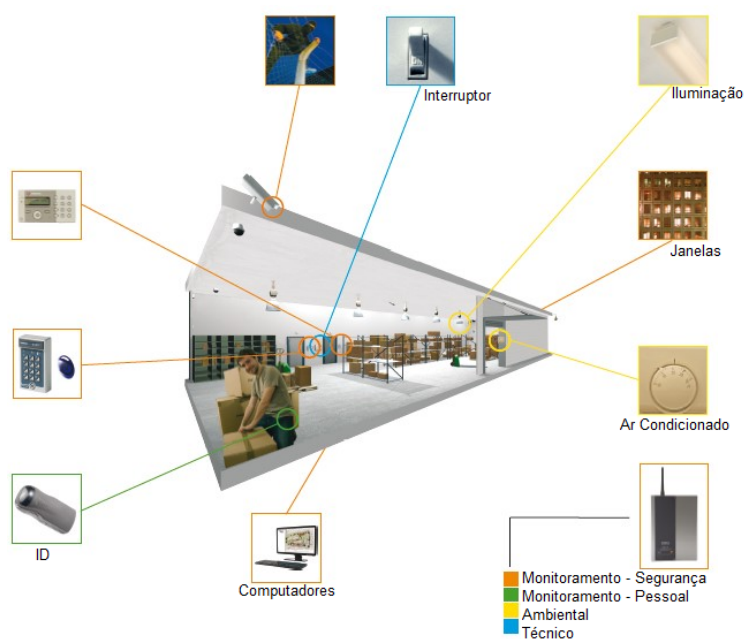 Interruptor
Iluminação
Janelas
Ar Condicionado
ID
Computadores
Monitoramento - Segurança
Monitoramento - Pessoal
Ambiental
Técnico